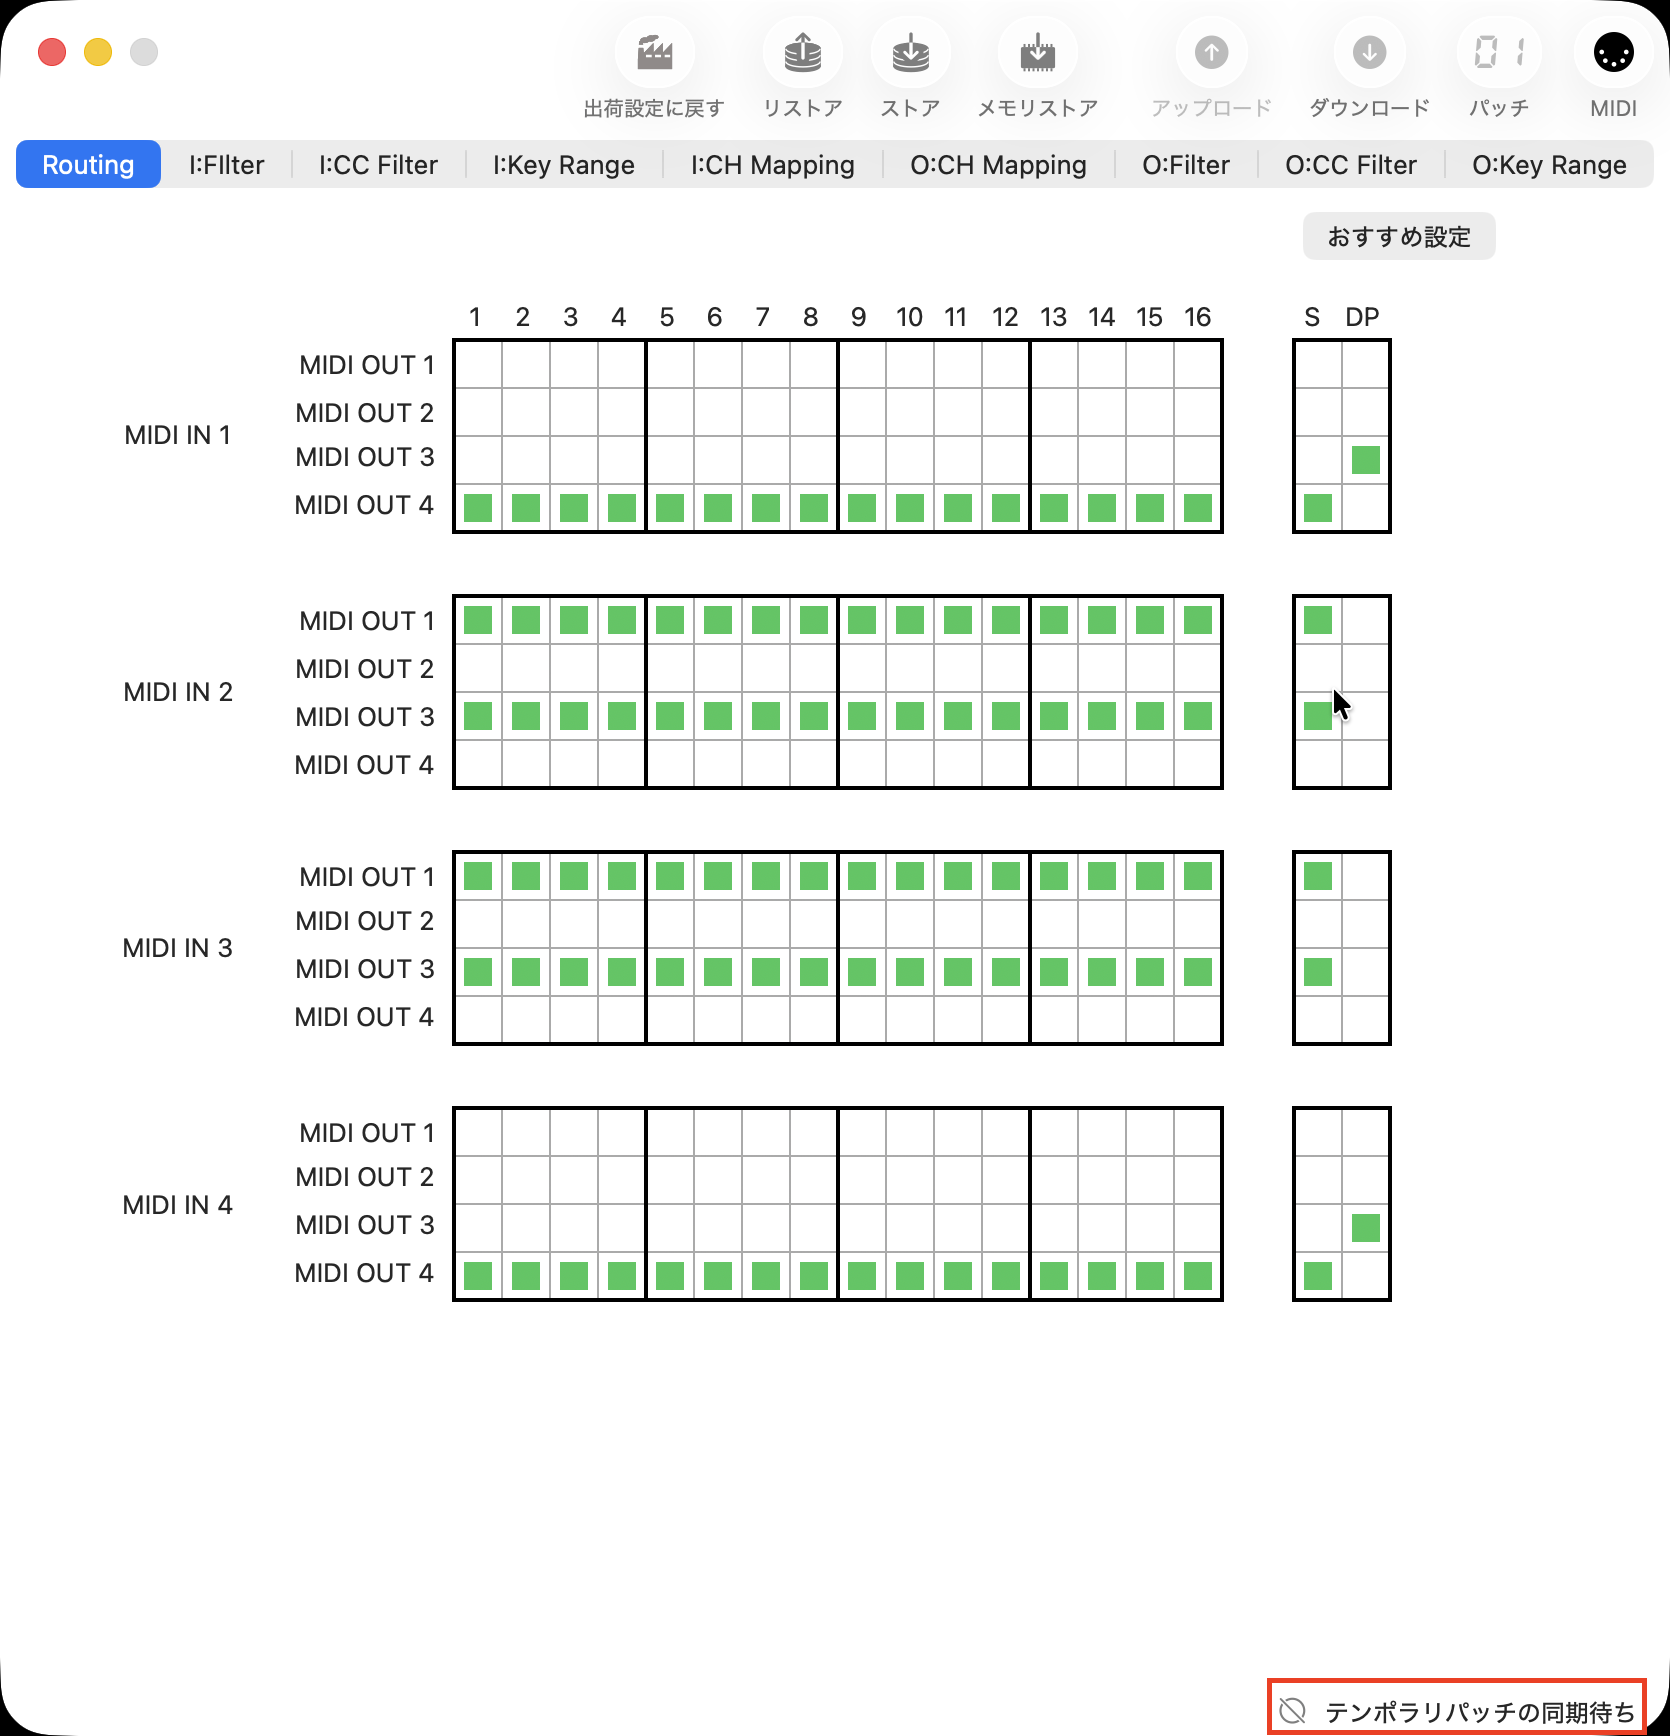 出荷設定に戻す リストア ストア メモリストア アップロード ダウンロード 01 パッチ MIDI
Routing I:FIlter I:CC Filter I:Key Range I:CH Mapping O:CH Mapping O:Filter O:CC Filter O:Key Range
おすすめ設定
1 2 3 4 5 6 7 8 9 10 11 12 13 14 15 16 S DP
MIDI IN 1
MIDI OUT 1
MIDI OUT 2
MIDI OUT 3
MIDI OUT 4
MIDI IN 2
MIDI OUT 1
MIDI OUT 2
MIDI OUT 3
MIDI OUT 4
MIDI IN 3
MIDI OUT 1
MIDI OUT 2
MIDI OUT 3
MIDI OUT 4
MIDI IN 4
MIDI OUT 1
MIDI OUT 2
MIDI OUT 3
MIDI OUT 4
テンポラリパッチの同期待ち